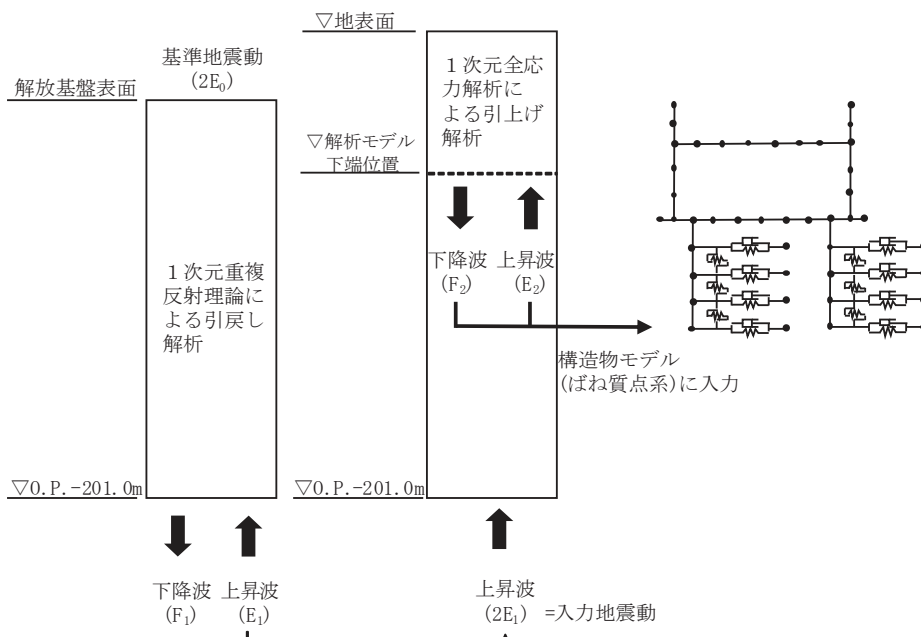 基準地震動
(2E₀)
解放基盤表面
1次元重複
反射理論に
よる引戻し
解析
▽O.P.-201.0m
下降波
(F₁)
上昇波
(E₁)
▽地表面
1次元全応
力解析に
よる引上げ
解析
▽解析モデル
下端位置
下降波
(F₂)
上昇波
(E₂)
構造物モデル
(ばね質点系)に入力
▽O.P.-201.0m
上昇波
(2E₁) =入力地震動